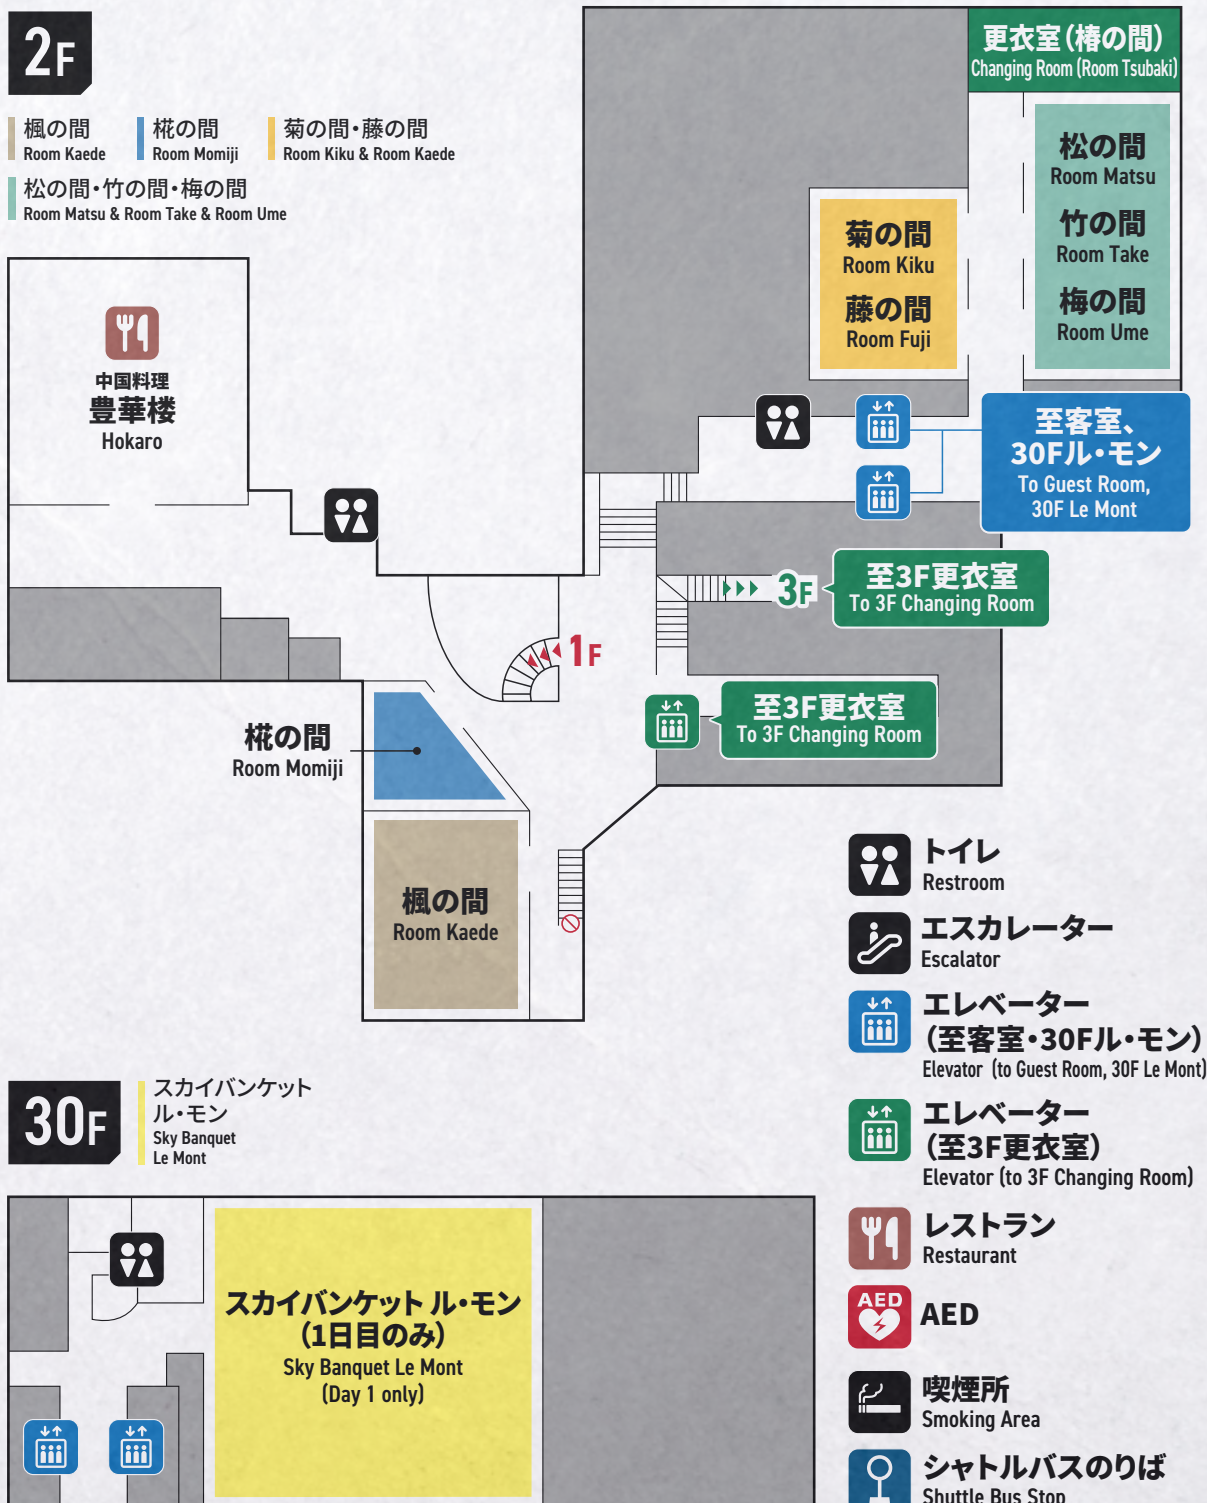 2F
楓の間
Room Kaede
椛の間
Room Momiji
菊の間・藤の間
Room Kiku & Room Kaede
松の間・竹の間・梅の間
Room Matsu & Room Take & Room Ume
更衣室（椿の間）
Changing Room (Room Tsubaki)
松の間
Room Matsu
竹の間
Room Take
梅の間
Room Ume
菊の間
Room Kiku
藤の間
Room Fuji
中国料理
豊華楼
Hokaro
至客室、
30Fル・モン
To Guest Room,
30F Le Mont
3F
至3F更衣室
To 3F Changing Room
1F
至3F更衣室
To 3F Changing Room
椛の間
Room Momiji
楓の間
Room Kaede
トイレ
Restroom
エスカレーター
Escalator
エレベーター
（至客室・30Fル・モン）
Elevator (to Guest Room, 30F Le Mont)
エレベーター
（至3F更衣室）
Elevator (to 3F Changing Room)
レストラン
Restaurant
AED
AED
喫煙所
Smoking Area
シャトルバスのりば
Shuttle Bus Stop
30F
スカイバンケット
ル・モン
Sky Banquet
Le Mont
スカイバンケット ル・モン
（1日目のみ）
Sky Banquet Le Mont
(Day 1 only)